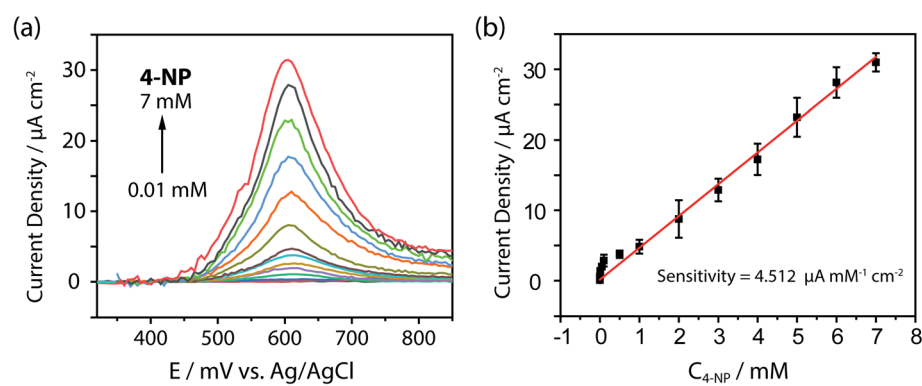 (a)
4-NP
7 mM
0.01 mM
Current Density / µA cm⁻²
30
20
10
0
400 500 600 700 800
E / mV vs. Ag/AgCl
(b)
Current Density / µA cm⁻²
30
20
10
0
Sensitivity = 4.512 µA mM⁻¹ cm⁻²
-1 0 1 2 3 4 5 6 7 8
C₄₋NP / mM